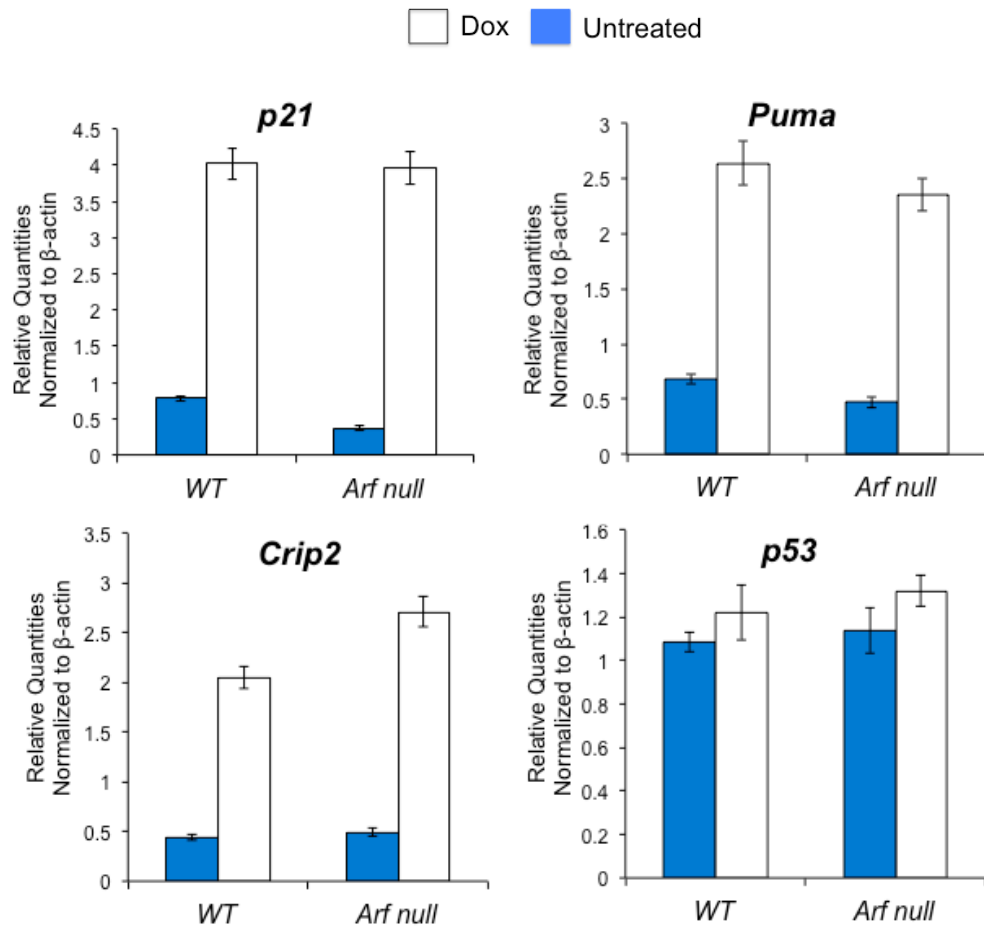 Dox Untreated
p21
Relative Quantities
Normalized to β-actin
4.5
4
3.5
3
2.5
2
1.5
1
0.5
0
WT Arf null
Puma
Relative Quantities
Normalized to β-actin
3
2.5
2
1.5
1
0.5
0
WT Arf null
Crip2
Relative Quantities
Normalized to β-actin
3.5
3
2.5
2
1.5
1
0.5
0
WT Arf null
p53
Relative Quantities
Normalized to β-actin
1.6
1.4
1.2
1
0.8
0.6
0.4
0.2
0
WT Arf null